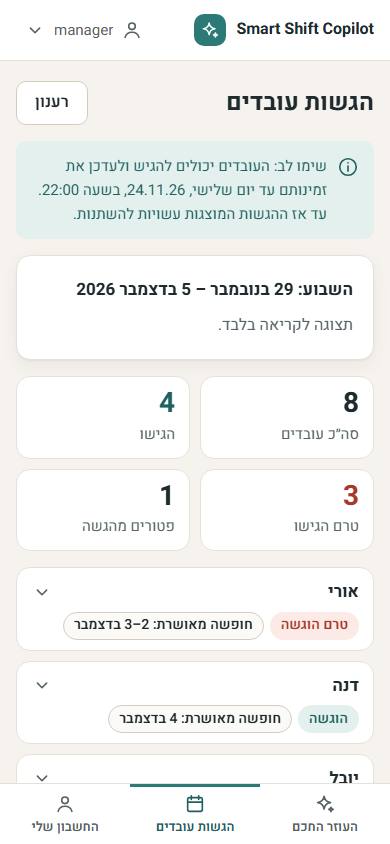 Smart Shift Copilot
manager
הגשות עובדים
רענון
שימו לב: העובדים יכולים להגיש ולעדכן את
זמינותם עד יום שלישי, 24.11.26, בשעה 22:00.
עד אז ההגשות המוצגות עשויות להשתנות.
השבוע: 29 בנובמבר – 5 בדצמבר 2026
תצוגה לקריאה בלבד.
8
סה״כ עובדים
4
הגישו
3
טרם הגישו
1
פטורים מהגשה
אורי
טרם הוגשה
חופשה מאושרת: 2–3 בדצמבר
דנה
הוגשה
חופשה מאושרת: 4 בדצמבר
יובל
העוזר החכם
הגשות עובדים
החשבון שלי